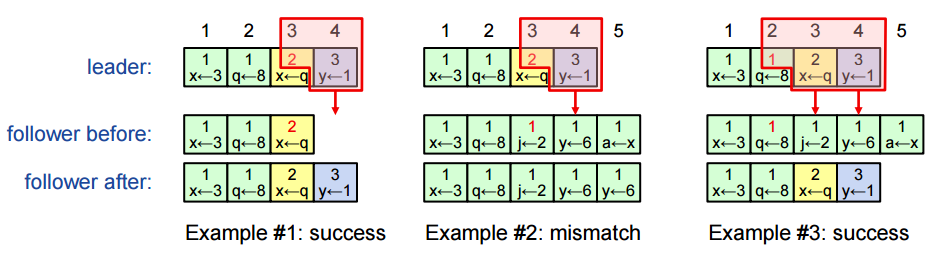 1 2 3 4 1 2 3 4 5 1 2 3 4 5
leader: 1 1 2 3 1 1 2 3 1 1 2 3
x←3 q←8 x←q y←1 x←3 q←8 x←q y←1 x←3 q←8 x←q y←1
follower before: 1 1 2 1 1 1 1 1 1 1 1 1 1
x←3 q←8 x←q x←3 q←8 j←2 y←6 a←x x←3 q←8 j←2 y←6 a←x
follower after: 1 1 2 3 1 1 1 1 1 1 1 2 3
x←3 q←8 x←q y←1 x←3 q←8 j←2 y←6 y←6 x←3 q←8 x←q y←1
Example #1: success Example #2: mismatch Example #3: success